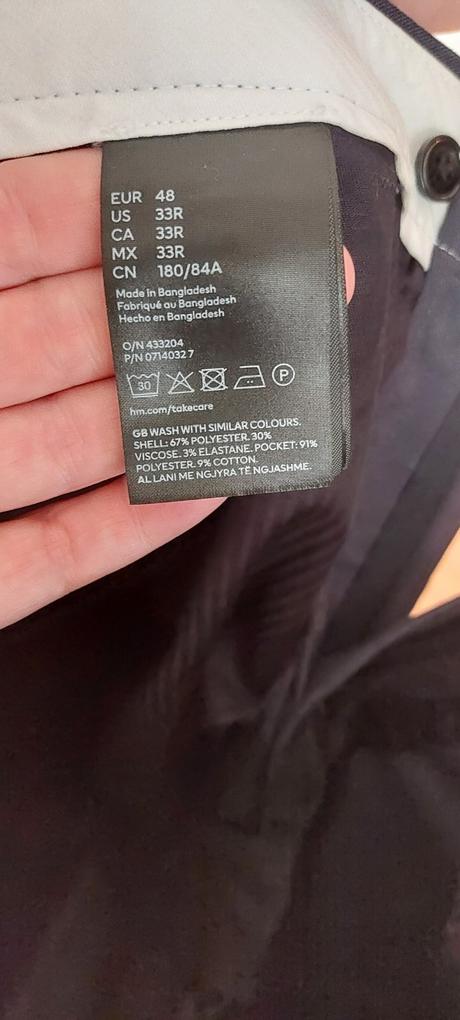 EUR 48
US 33R
CA 33R
MX 33R
CN 180/84A
Made in Bangladesh
Fabriqué au Bangladesh
Hecho en Bangladesh
O/N 433204
P/N 0714032 7
30
P
hm.com/takecare
GB WASH WITH SIMILAR COLOURS.
SHELL: 67% POLYESTER. 30%
VISCOSE. 3% ELASTANE. POCKET: 91%
POLYESTER. 9% COTTON.
AL LANI ME NGJYRA TË NGJASHME.